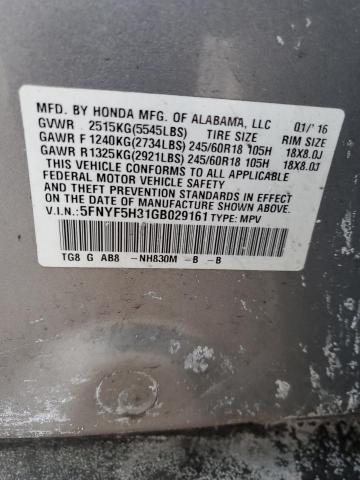 MFD. BY HONDA MFG. OF ALABAMA, LLC 01/'16
GVWR 2515KG(5545LBS) TIRE SIZE RIM SIZE
GAWR F 1240KG(2734LBS) 245/60R18 105H 18X8.0J
GAWR R1325KG(2921LBS) 245/60R18 105H 18X8.0J
THIS VEHICLE CONFORMS TO ALL APPLICABLE
FEDERAL MOTOR VEHICLE SAFETY AND
THEFT PREVENTION STANDARDS IN EFFECT
ON THE DATE OF MANUFACTURE SHOWN ABOVE.
V.I.N.: 5FNYF5H31GB029161 TYPE: MPV
TG8 G AB8 -NH830M -B -B